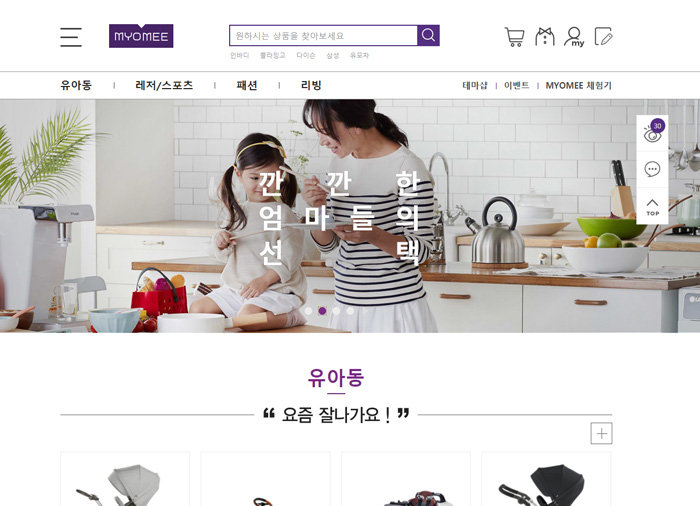 MYOMEE
원하시는 상품을 찾아보세요
인바디 폴라밍고 다이슨 삼성 유모차
my
유아동 | 레저/스포츠 | 패션 | 리빙
테마샵 | 이벤트 | MYOMEE 체험기
30
TOP
깐 깐 한
엄 마 들 의
선 택
LG
유아동
❝ 요즘 잘나가요 ! ❞